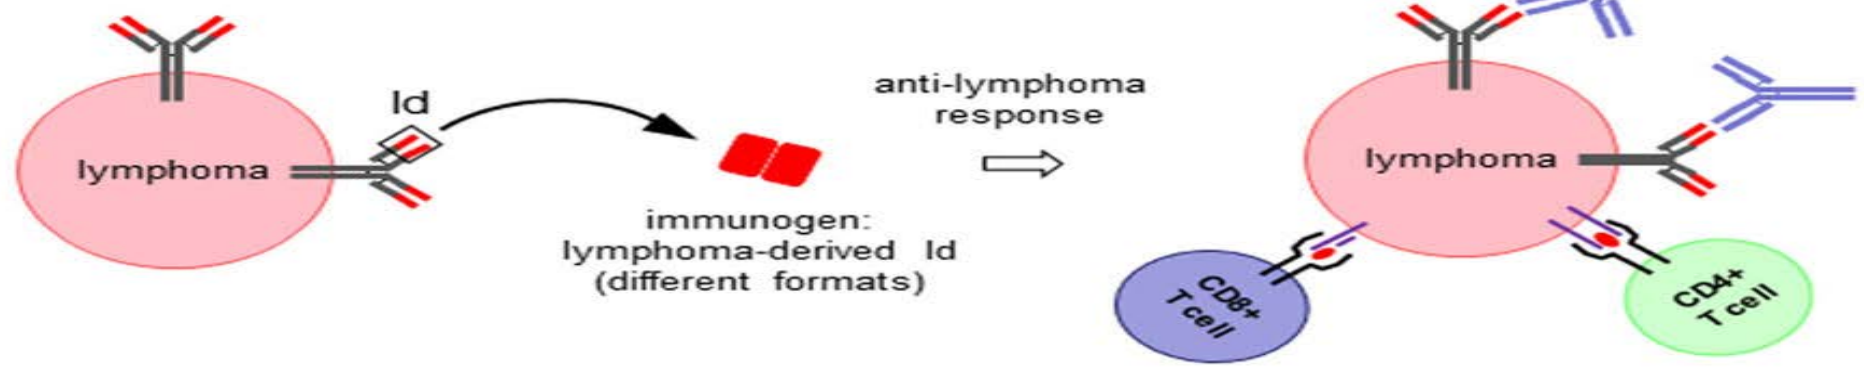 Id
lymphoma
immunogen:
lymphoma-derived Id
(different formats)
anti-lymphoma
response
lymphoma
CD8+
T cell
CD4+
T cell